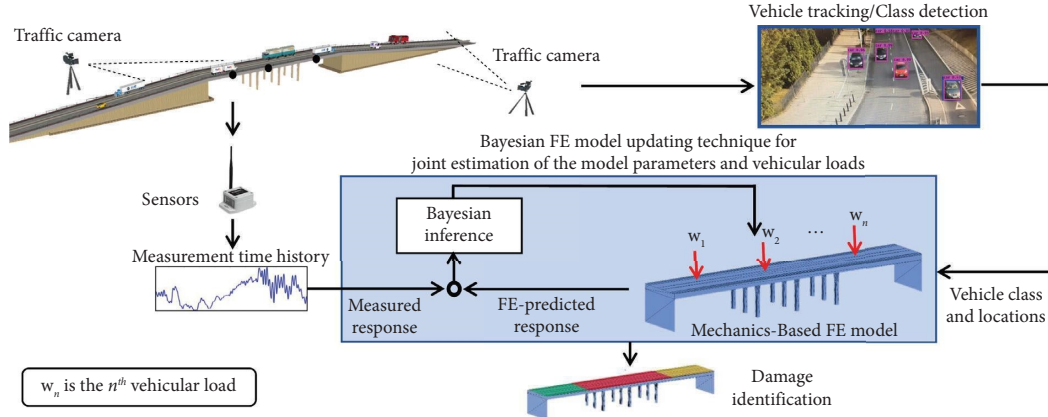 Traffic camera
Traffic camera
Vehicle tracking/Class detection
Sensors
Measurement time history
Bayesian FE model updating technique for
joint estimation of the model parameters and vehicular loads
Bayesian
inference
w1
w2
...
wn
Measured
response
FE-predicted
response
Mechanics-Based FE model
Vehicle class
and locations
wn is the nth vehicular load
Damage
identification